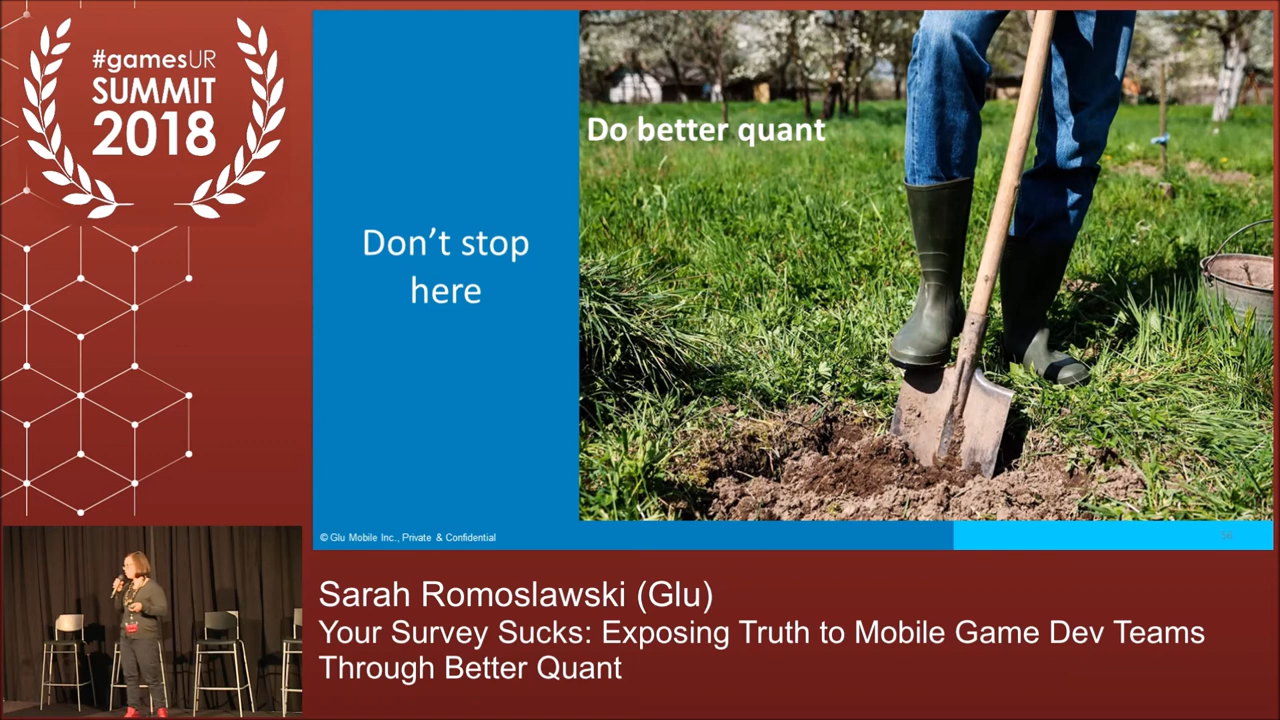 #gamesUR
SUMMIT
2018
Do better quant
Don’t stop
here
© Glu Mobile Inc., Private & Confidential
Sarah Romoslawski (Glu)
Your Survey Sucks: Exposing Truth to Mobile Game Dev Teams
Through Better Quant